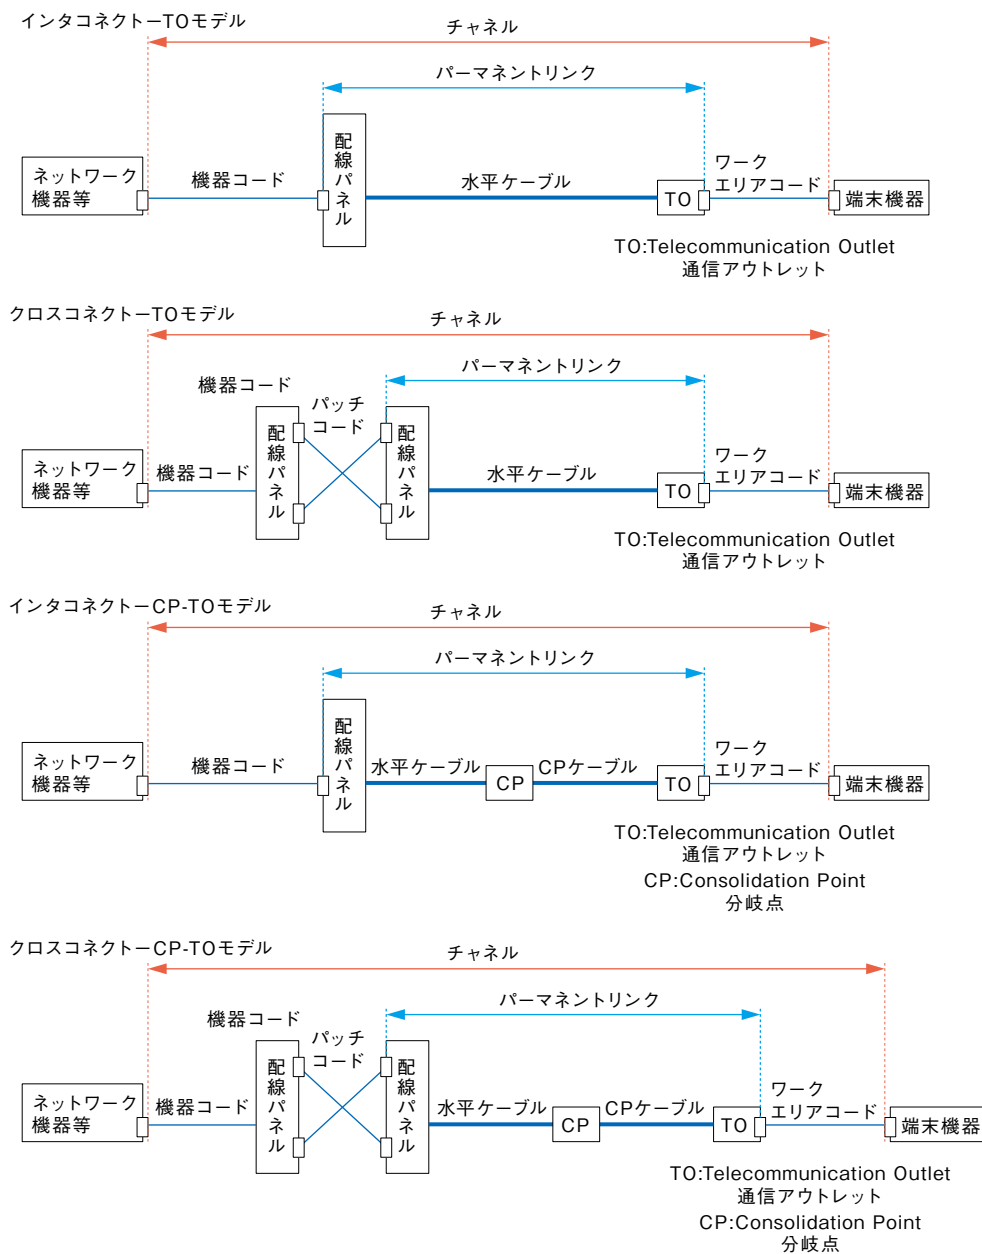 インタコネクトーTOモデル
チャネル
パーマネントリンク
配線パネル
ネットワーク
機器等
機器コード
水平ケーブル
TO
ワーク
エリアコード
端末機器
TO:Telecommunication Outlet
通信アウトレット
クロスコネクトーTOモデル
チャネル
パーマネントリンク
機器コード
パッチ
コード
配線パネル
配線パネル
ネットワーク
機器等
機器コード
水平ケーブル
TO
ワーク
エリアコード
端末機器
TO:Telecommunication Outlet
通信アウトレット
インタコネクトーCP-TOモデル
チャネル
パーマネントリンク
配線パネル
ネットワーク
機器等
機器コード
水平ケーブル
CP
CPケーブル
TO
ワーク
エリアコード
端末機器
TO:Telecommunication Outlet
通信アウトレット
CP:Consolidation Point
分岐点
クロスコネクトーCP-TOモデル
チャネル
パーマネントリンク
機器コード
パッチ
コード
配線パネル
配線パネル
ネットワーク
機器等
機器コード
水平ケーブル
CP
CPケーブル
TO
ワーク
エリアコード
端末機器
TO:Telecommunication Outlet
通信アウトレット
CP:Consolidation Point
分岐点